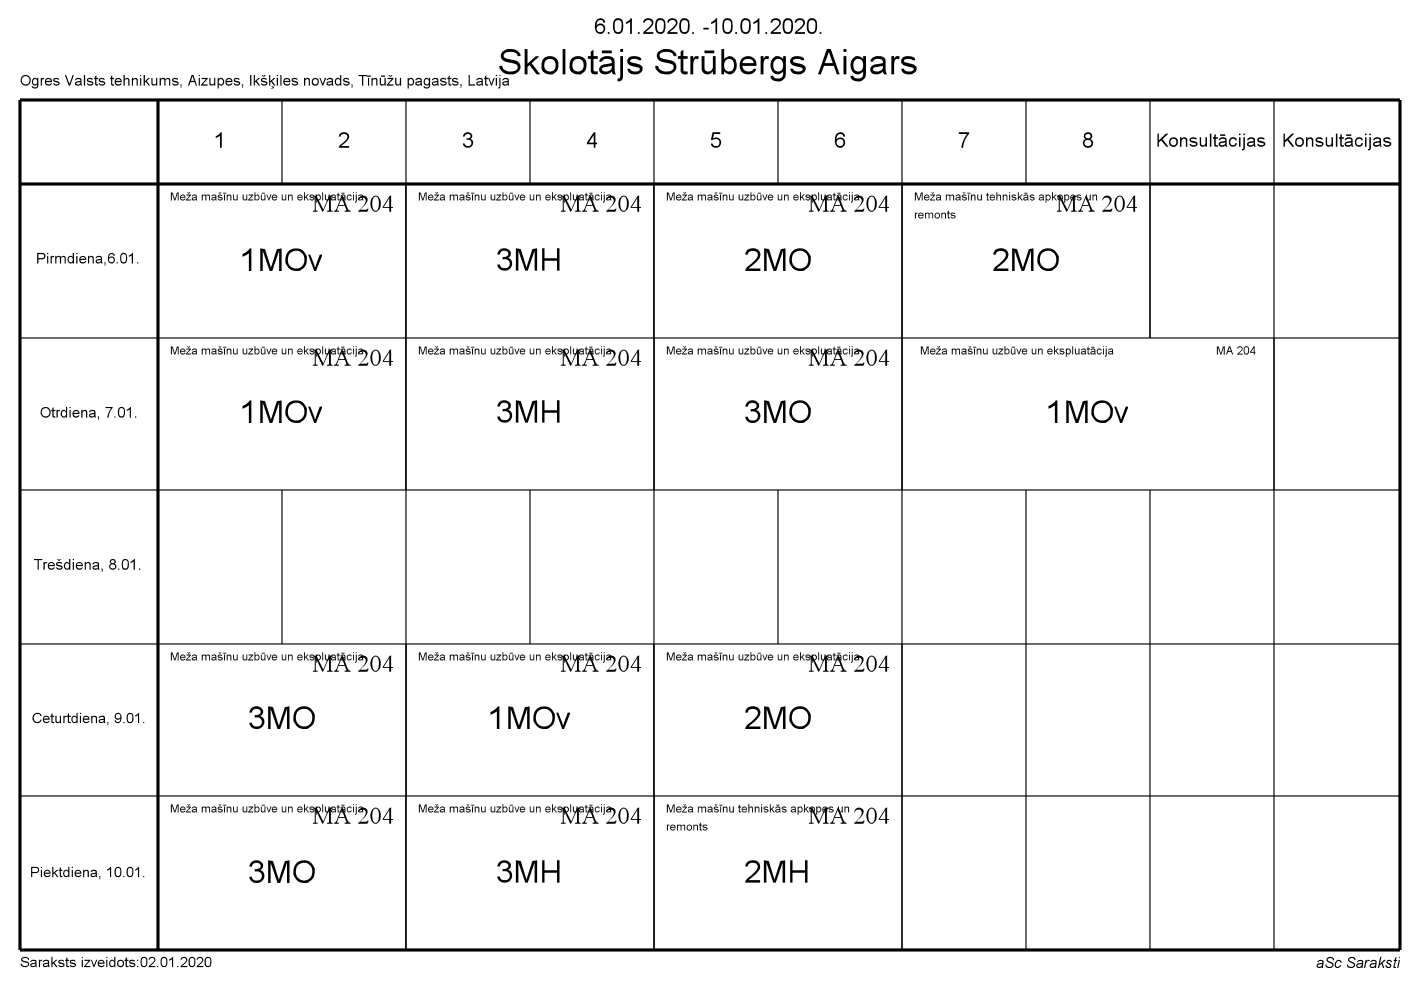 6.01.2020. -10.01.2020.
Skolotājs Strūbergs Aigars
Ogres Valsts tehnikums, Aizupes, Ikšķiles novads, Tīnūžu pagasts, Latvija
1 2 3 4 5 6 7 8 Konsultācijas Konsultācijas
Pirmdiena,6.01.
Meža mašīnu uzbūve un ekspluatācija MA 204
1MOv
Meža mašīnu uzbūve un ekspluatācija MA 204
3MH
Meža mašīnu uzbūve un ekspluatācija MA 204
2MO
Meža mašīnu tehniskās apkopes un MA 204
remonts
2MO
Otrdiena, 7.01.
Meža mašīnu uzbūve un ekspluatācija MA 204
1MOv
Meža mašīnu uzbūve un ekspluatācija MA 204
3MH
Meža mašīnu uzbūve un ekspluatācija MA 204
3MO
Meža mašīnu uzbūve un ekspluatācija MA 204
1MOv
Trešdiena, 8.01.
Ceturtdiena, 9.01.
Meža mašīnu uzbūve un ekspluatācija MA 204
3MO
Meža mašīnu uzbūve un ekspluatācija MA 204
1MOv
Meža mašīnu uzbūve un ekspluatācija MA 204
2MO
Piektdiena, 10.01.
Meža mašīnu uzbūve un ekspluatācija MA 204
3MO
Meža mašīnu uzbūve un ekspluatācija MA 204
3MH
Meža mašīnu tehniskās apkopes un MA 204
remonts
2MH
Saraksts izveidots:02.01.2020
aSc Saraksti